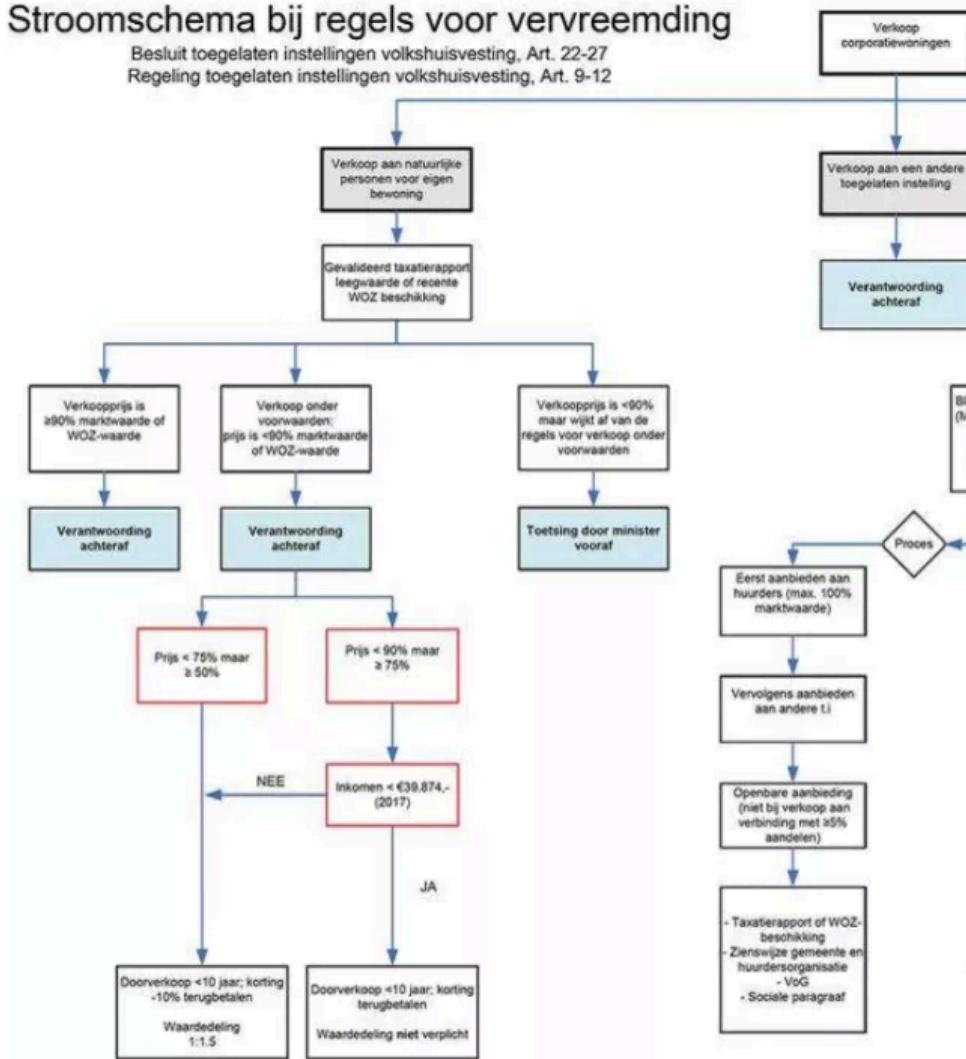 Stroomschema bij regels voor vervreemding
Besluit toegelaten instellingen volkshuisvesting, Art. 22-27
Regeling toegelaten instellingen volkshuisvesting, Art. 9-12
Verkoop
corporatiewoningen
Verkoop aan natuurlijke
personen voor eigen
bewoning
Verkoop aan een andere
toegelaten instelling
Gevalideerd taxatierapport
leegwaarde of recente
WOZ beschikking
Verantwoording
achteraf
Verkoopprijs is
≥90% marktwaarde of
WOZ-waarde
Verkoop onder
voorwaarden;
prijs is <90% marktwaarde
of WOZ-waarde
Verkoopprijs is <90%
maar wijkt af van de
regels voor verkoop onder
voorwaarden
Verantwoording
achteraf
Verantwoording
achteraf
Toetsing door minister
vooraf
Proces
Prijs < 75% maar
≥ 50%
Prijs < 90% maar
≥ 75%
Inkomen < €39.874,-
(2017)
NEE
JA
Doorverkoop <10 jaar; korting
-10% terugbetalen
Waardedeling
1:1.5
Doorverkoop <10 jaar; korting
terugbetalen
Waardedeling niet verplicht
Eerst aanbieden aan
huurders (max. 100%
marktwaarde)
Vervolgens aanbieden
aan andere t.i
Openbare aanbieding
(niet bij verkoop aan
verbinding met ≥5%
aandelen)
- Taxatierapport of WOZ-
beschikking
- Zienswijze gemeente en
huurdersorganisatie
- VoG
- Sociale paragraaf